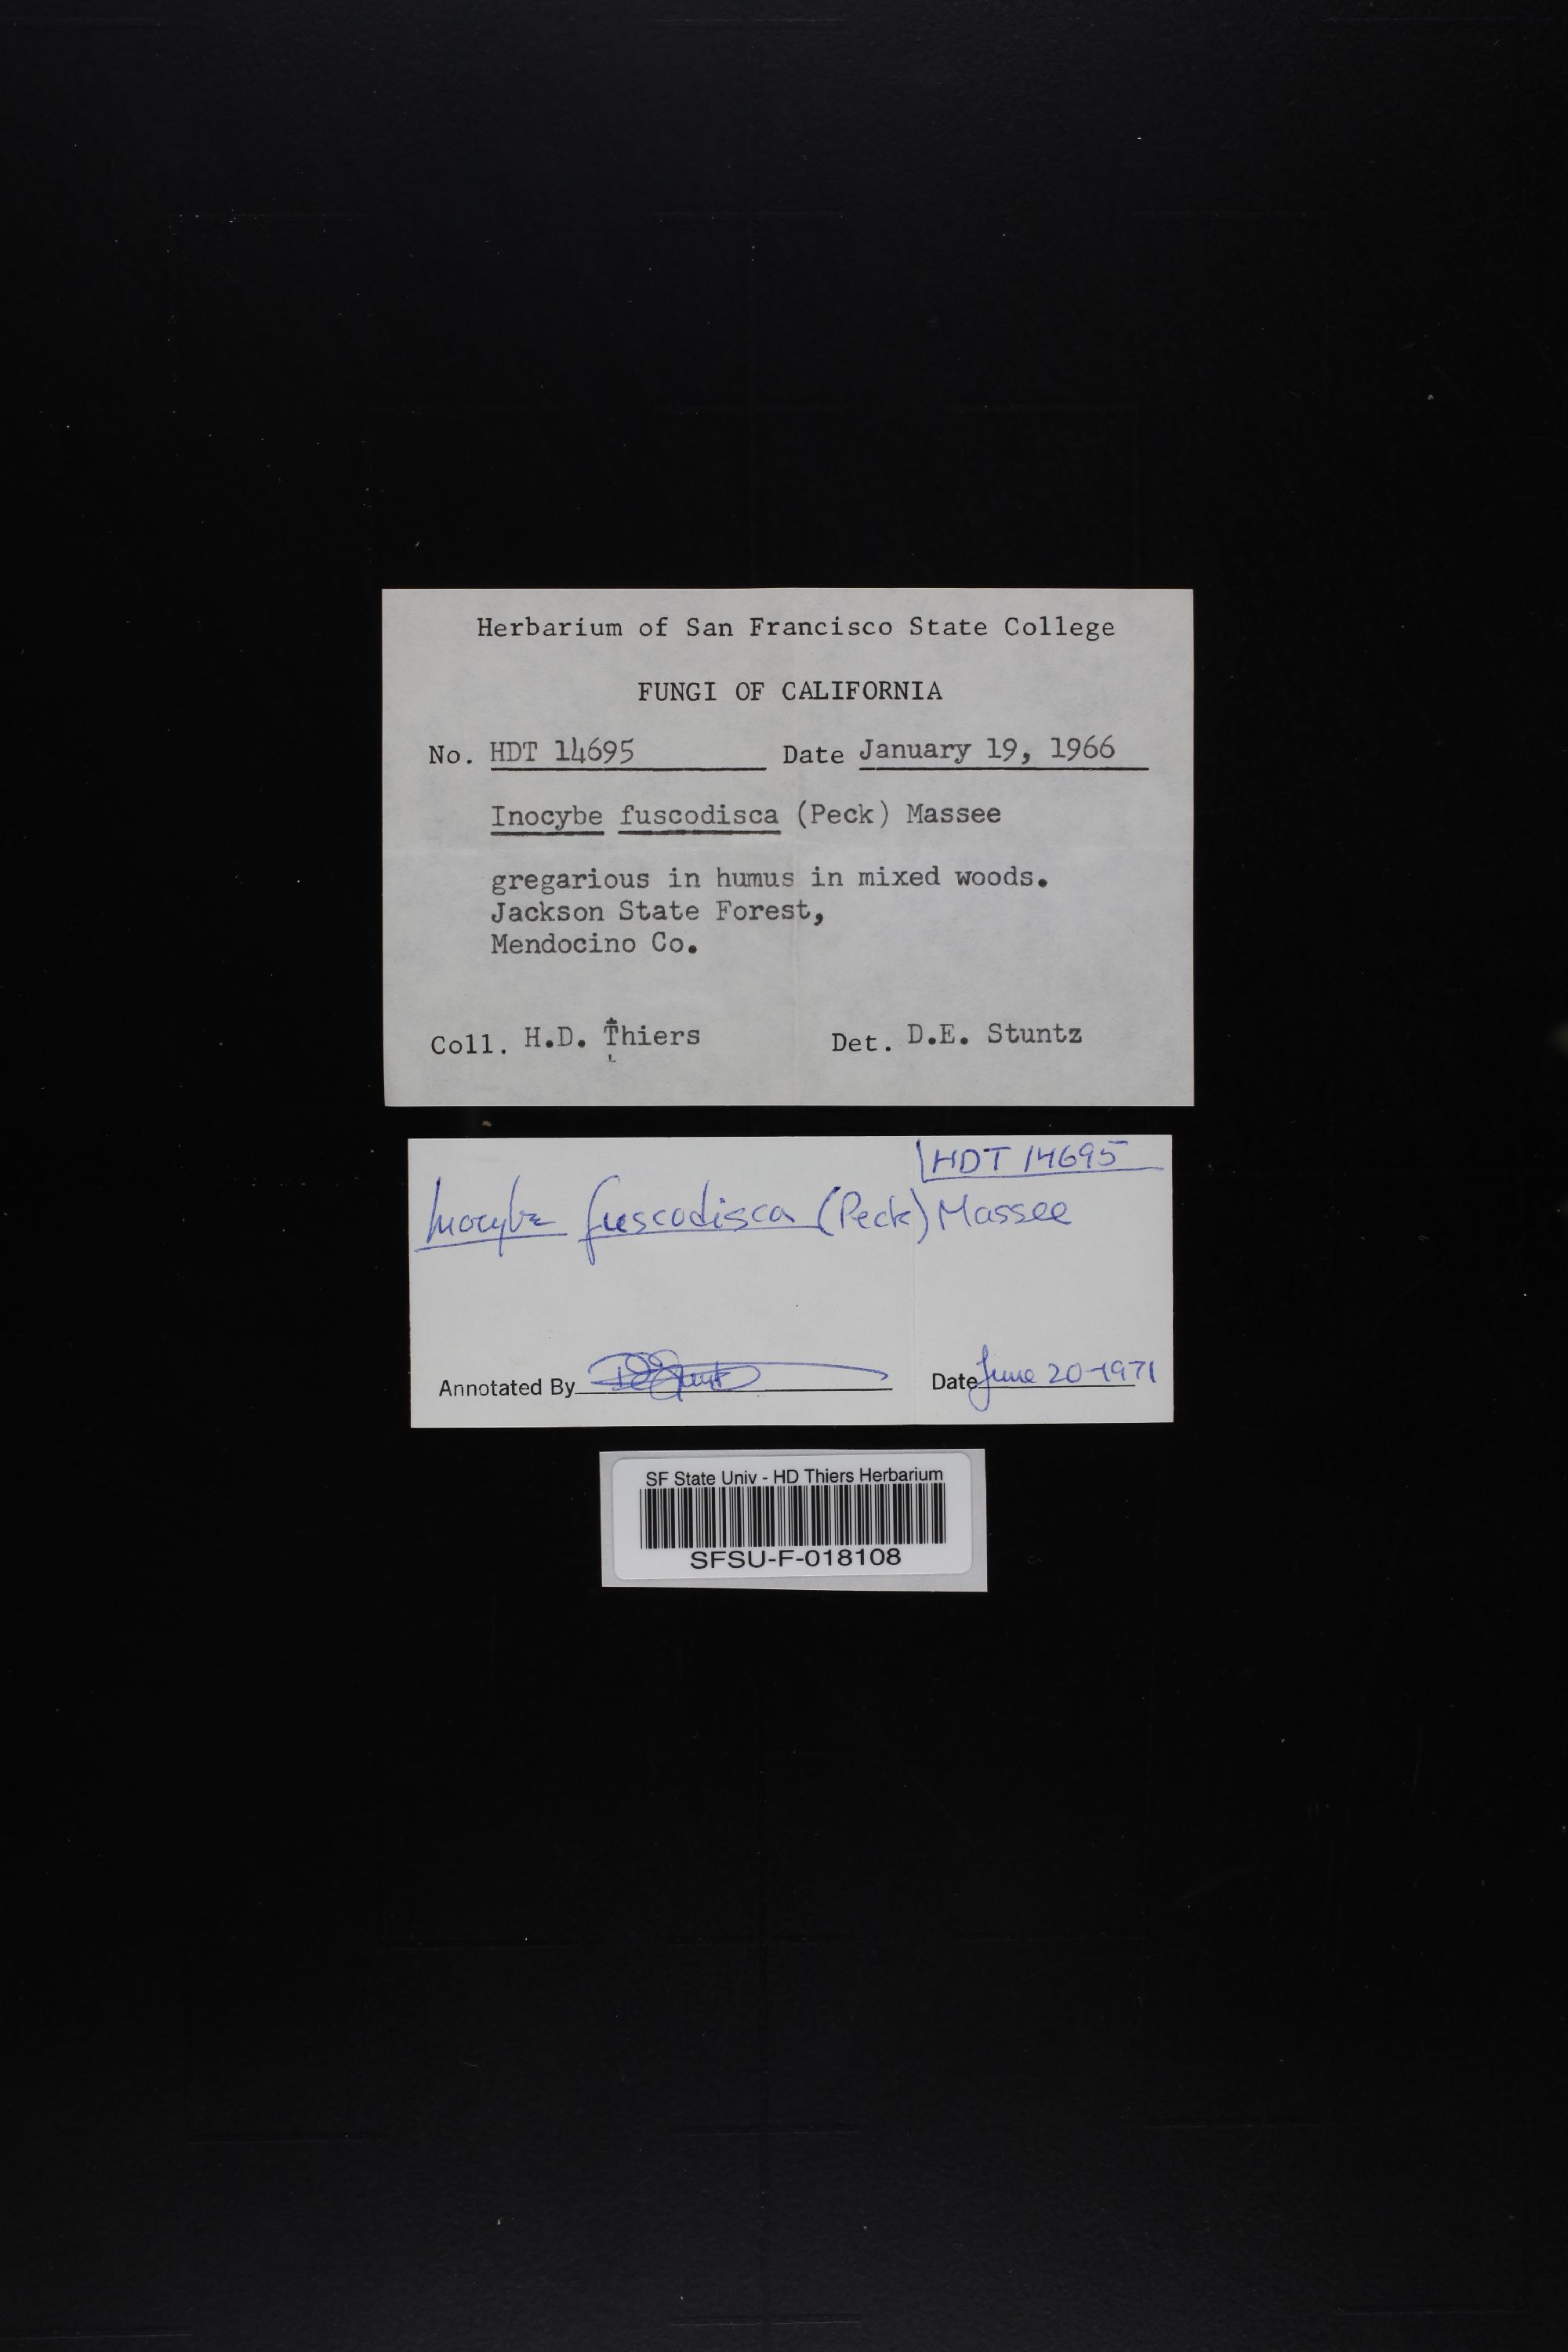 Herbarium of San Francisco State College
FUNGI OF CALIFORNIA
No. HDT 14695 Date January 19, 1966
Inocybe fuscodisca (Peck) Massee
gregarious in humus in mixed woods.
Jackson State Forest,
Mendocino Co.
Coll. H.D. Thiers Det. D.E. Stuntz
HDT 14695
Inocybe fuscodisca (Peck) Massee
Annotated By DE Stuntz Date June 20-1971
SF State Univ - HD Thiers Herbarium
SFSU-F-018108